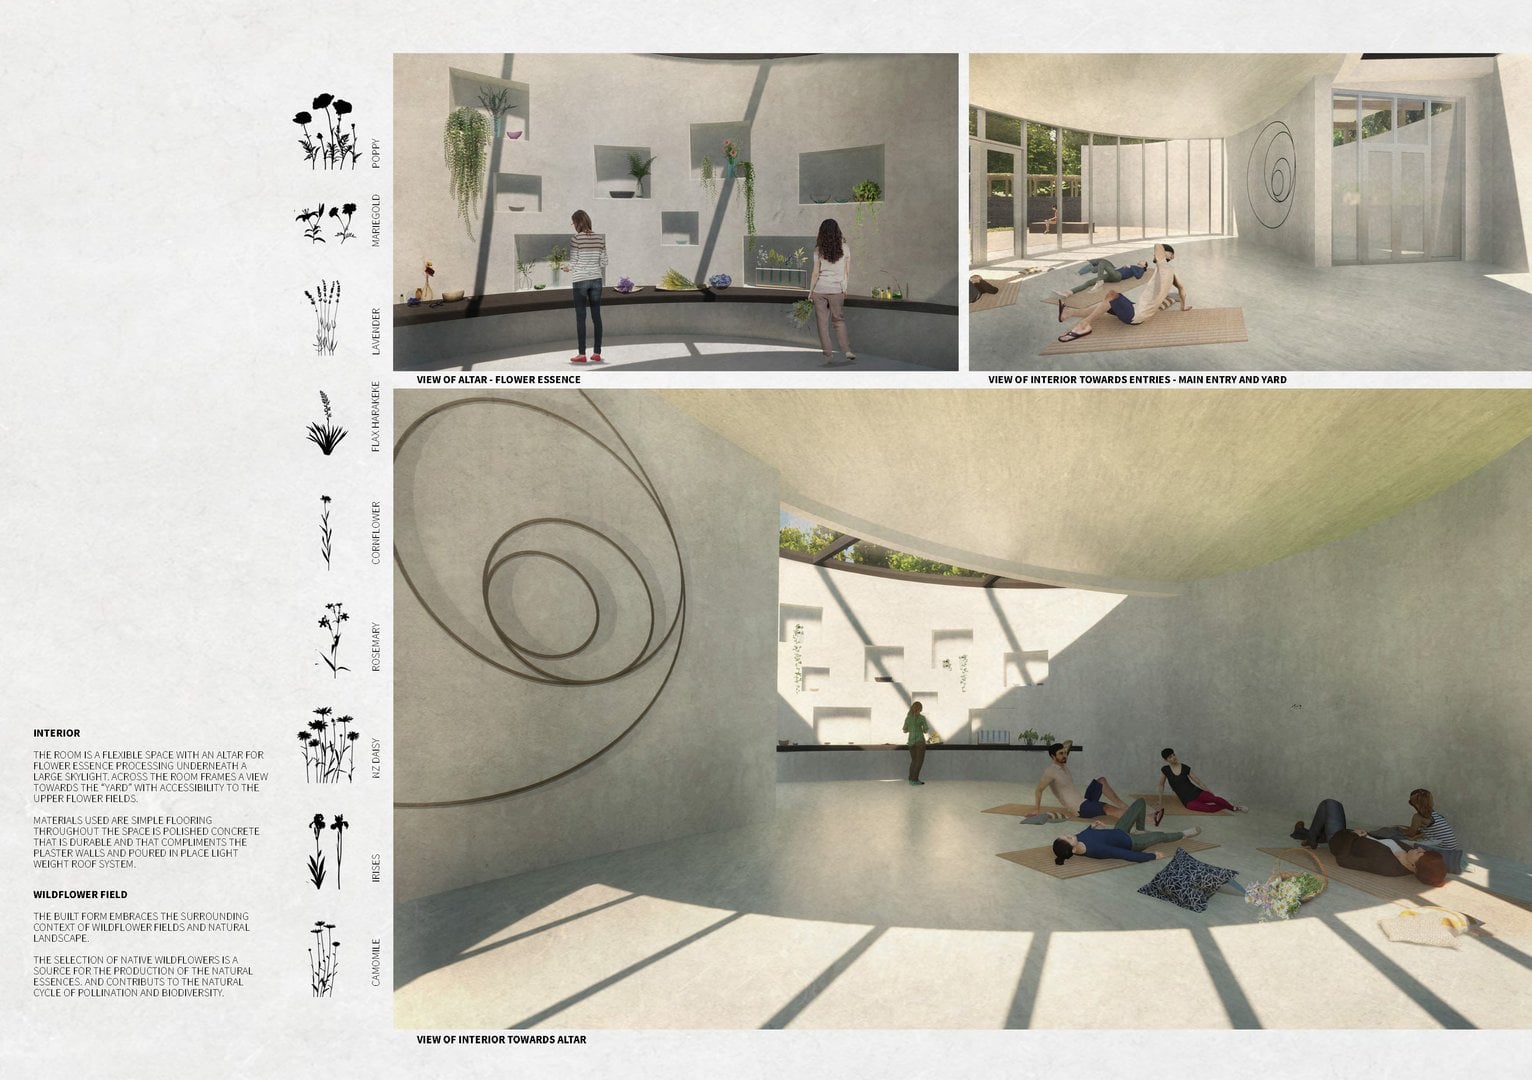 POPPY
MARIEGOLD
LAVENDER
FLAX HARAKEKE
CORNFLOWER
ROSEMARY
NZ DAISY
IRISES
CAMOMILE
VIEW OF ALTAR - FLOWER ESSENCE
VIEW OF INTERIOR TOWARDS ENTRIES - MAIN ENTRY AND YARD
INTERIOR
THE ROOM IS A FLEXIBLE SPACE WITH AN ALTAR FOR
FLOWER ESSENCE PROCESSING UNDERNEATH A
LARGE SKYLIGHT. ACROSS THE ROOM FRAMES A VIEW
TOWARDS THE "YARD" WITH ACCESSIBILITY TO THE
UPPER FLOWER FIELDS.
MATERIALS USED ARE SIMPLE FLOORING
THROUGHOUT THE SPACE IS POLISHED CONCRETE
THAT IS DURABLE AND THAT COMPLIMENTS THE
PLASTER WALLS AND POURED IN PLACE LIGHT
WEIGHT ROOF SYSTEM.
WILDFLOWER FIELD
THE BUILT FORM EMBRACES THE SURROUNDING
CONTEXT OF WILDFLOWER FIELDS AND NATURAL
LANDSCAPE.
THE SELECTION OF NATIVE WILDFLOWERS IS A
SOURCE FOR THE PRODUCTION OF THE NATURAL
ESSENCES. AND CONTRIBUTS TO THE NATURAL
CYCLE OF POLLINATION AND BIODIVERSITY.
VIEW OF INTERIOR TOWARDS ALTAR